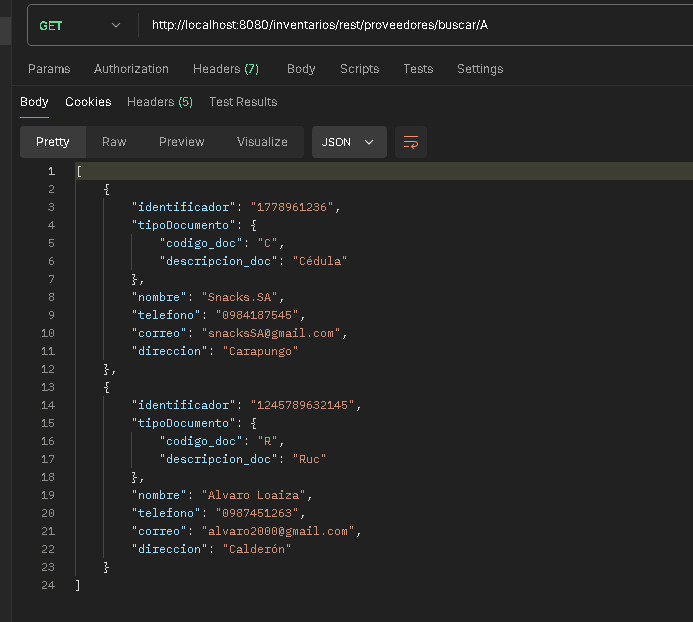 GET http://localhost:8080/inventarios/rest/proveedores/buscar/A
Params Authorization Headers (7) Body Scripts Tests Settings
Body Cookies Headers (5) Test Results
Pretty Raw Preview Visualize JSON
1 [
2 {
3 "identificador": "1778961236",
4 "tipoDocumento": {
5 "codigo_doc": "C",
6 "descripcion_doc": "Cédula"
7 },
8 "nombre": "Snacks.SA",
9 "telefono": "0984187545",
10 "correo": "snacksSA@gmail.com",
11 "direccion": "Carapungo"
12 },
13 {
14 "identificador": "1245789632145",
15 "tipoDocumento": {
16 "codigo_doc": "R",
17 "descripcion_doc": "Ruc"
18 },
19 "nombre": "Alvaro Loaiza",
20 "telefono": "0987451263",
21 "correo": "alvaro2000@gmail.com",
22 "direccion": "Calderón"
23 }
24 ]